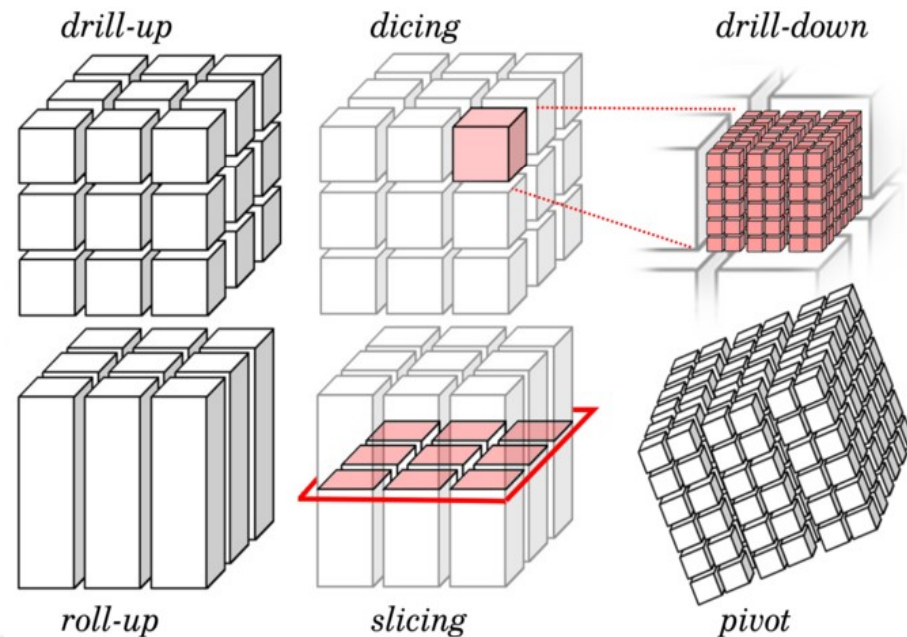 drill-up
dicing
drill-down
roll-up
slicing
pivot